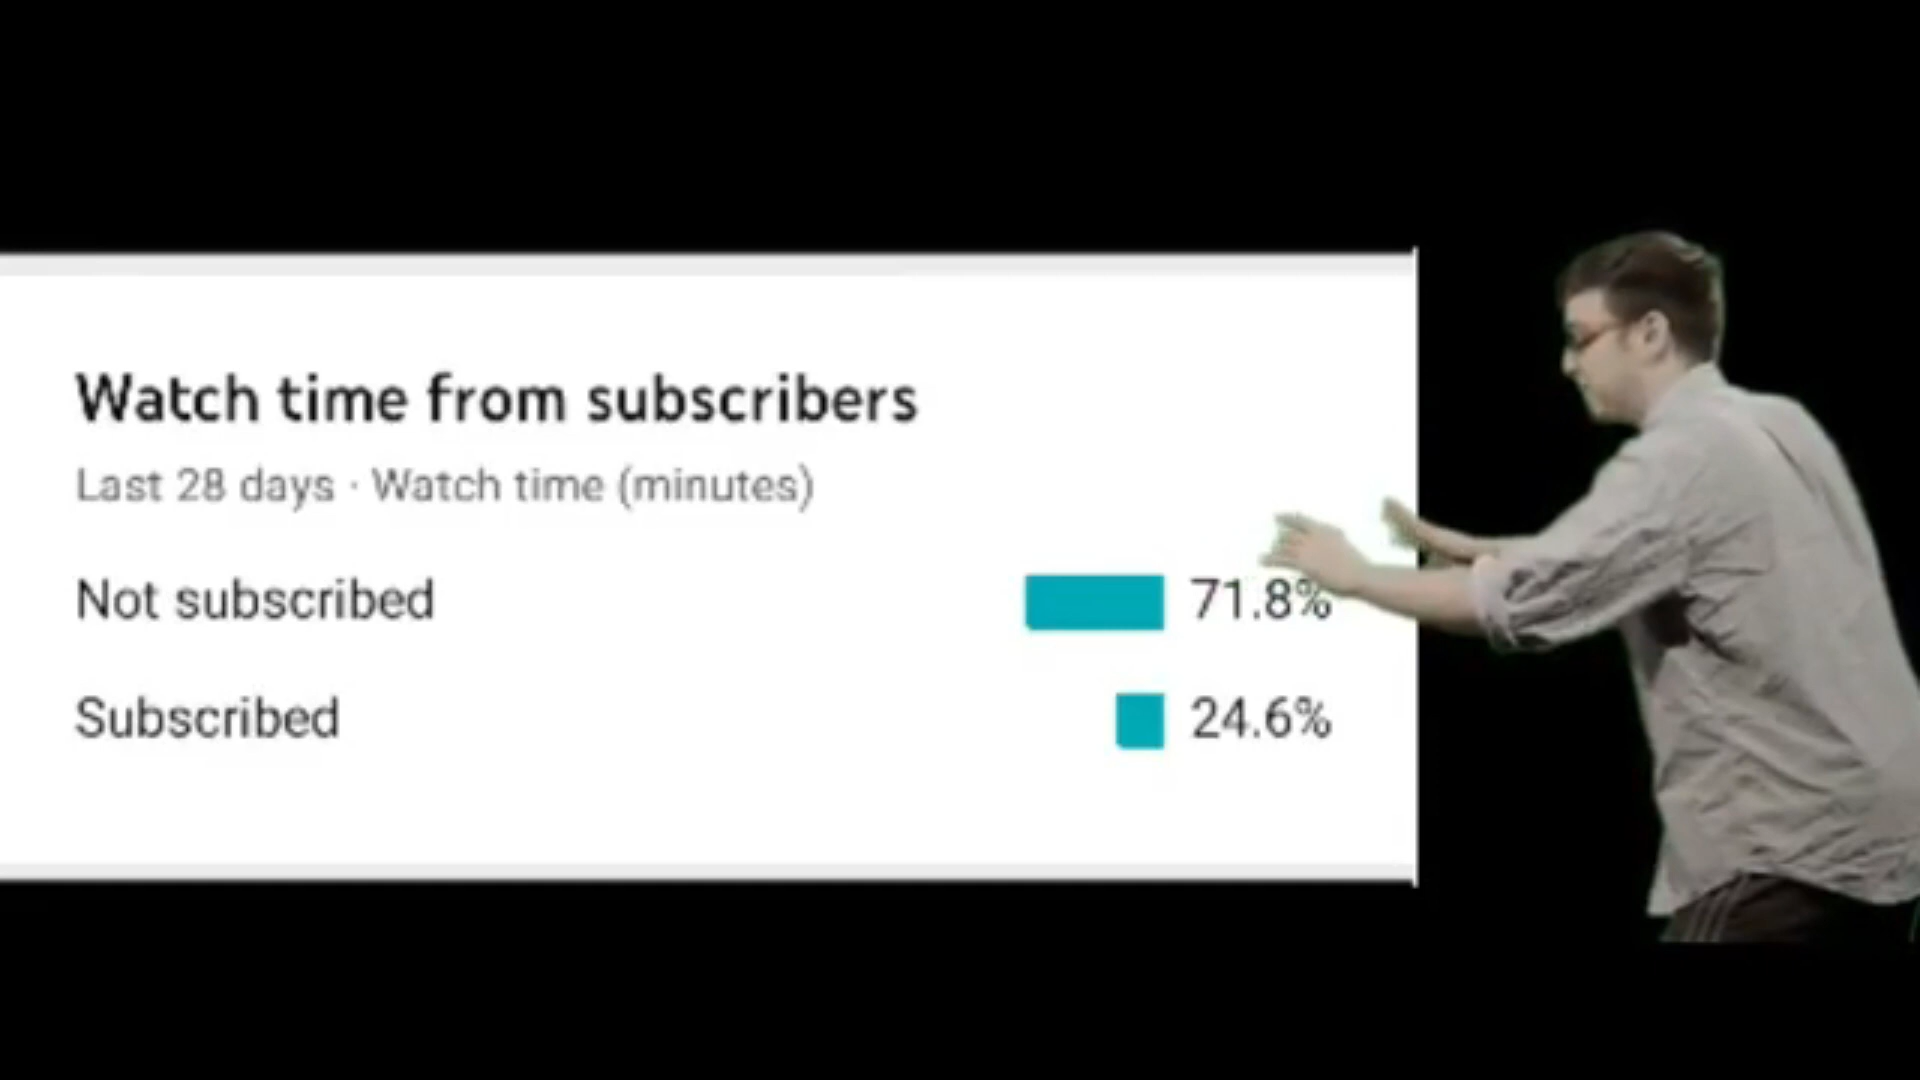 Watch time from subscribers
Last 28 days · Watch time (minutes)
Not subscribed 71.8%
Subscribed 24.6%